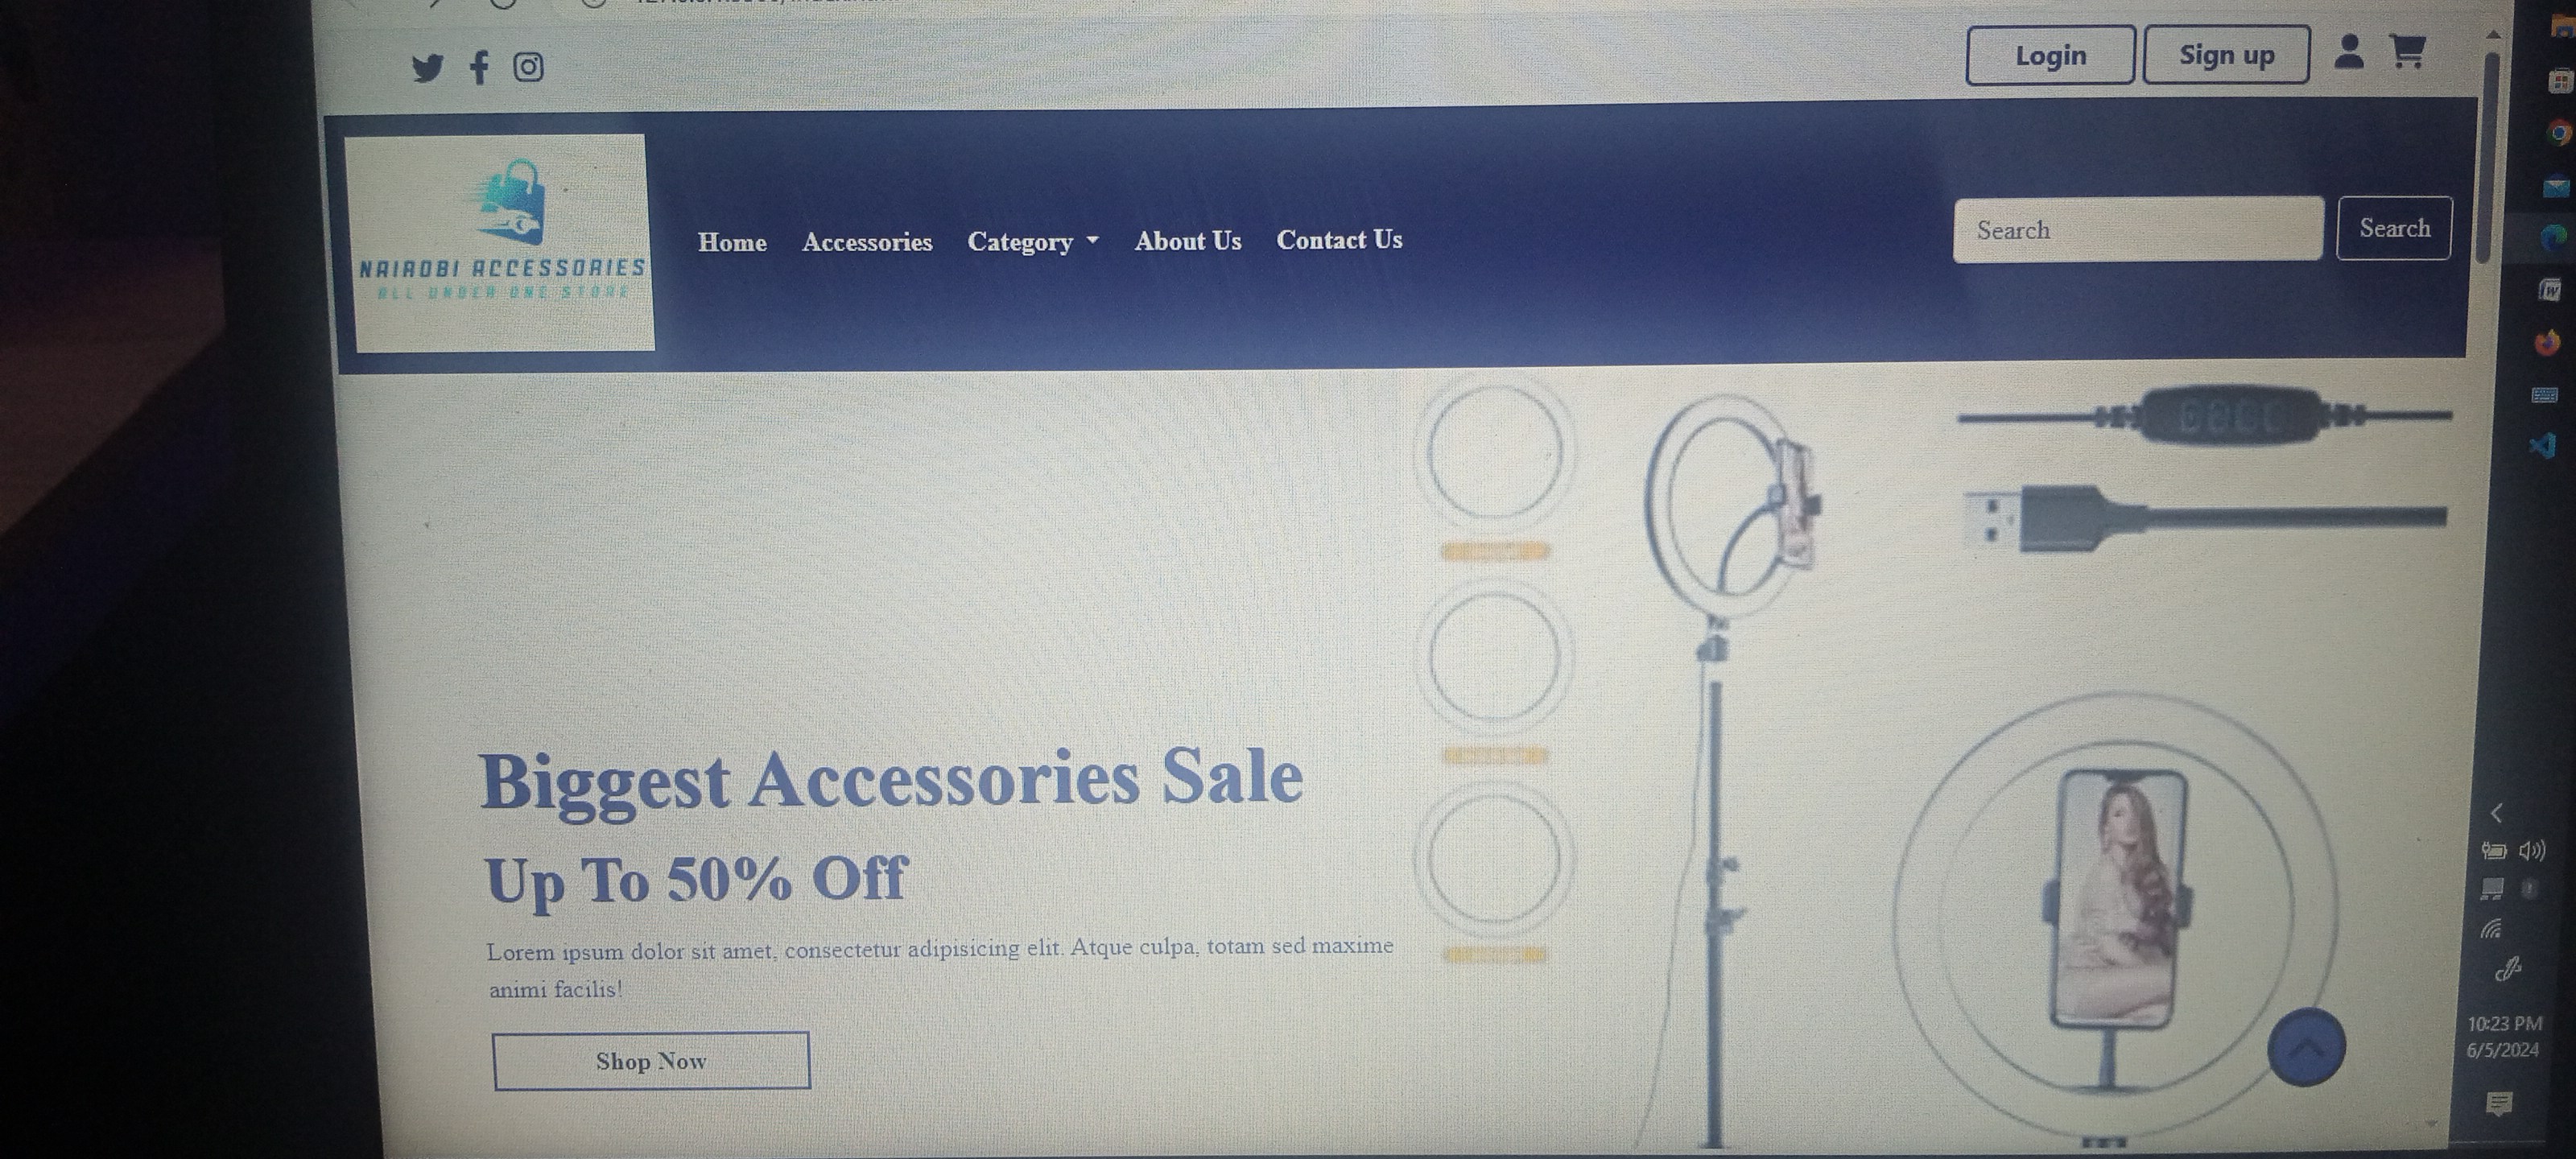 Login
Sign up
NAIROBI ACCESSORIES
ALL UNDER ONE STORE
Home
Accessories
Category
About Us
Contact Us
Search
Search
Biggest Accessories Sale
Up To 50% Off
Lorem ipsum dolor sit amet, consectetur adipisicing elit. Atque culpa, totam sed maxime
animi facilis!
Shop Now
10:23 PM
6/5/2024